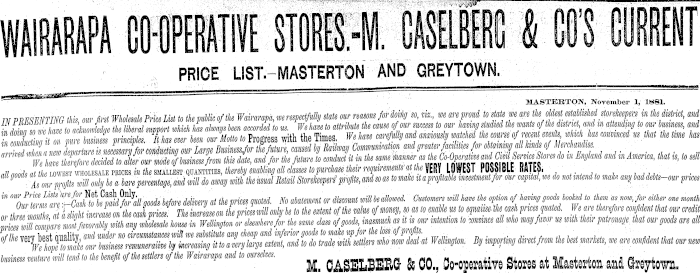 WAIRARAPA CO-OPERATIVE STORES.-M. CASELBERG & CO'S CURRENT
PRICE LIST.-MASTERTON AND GREYTOWN.
MASTERTON, November 1, 1881.
IN PRESENTING this, our first Wholesale Price List to the public of the Wairarapa, we respectfully state our reasons for doing so, viz., we are proud to state we are the oldest established storekeepers in the district, and
in doing so we have to acknowledge the liberal support which has always been accorded to us. We have to attribute the cause of our success to our having studied the wants of the district, and in attending to our business, and
in conducting it on pure business principles. It has ever been our Motto to Progress with the Times. We have carefully and anxiously watched the course of recent events, which has convinced us that the time has
arrived when a new departure is necessary for conducting our Large Business, for the future, caused by Railway Communication and greater facilities for obtaining all kinds of Merchandise.
We have therefore decided to alter our mode of business from this date, and for the future to conduct it in the same manner as the Co-Operative and Civil Service Stores do in England and in America, that is, to sell
all goods at the LOWEST WHOLESALE PRICES in the SMALLEST QUANTITIES, thereby enabling all classes to purchase their requirements at the VERY LOWEST POSSIBLE RATES.
As our profits will only be a bare percentage, and will do away with the usual Retail Storekeepers' profits, and so as to make it a profitable investment for our capital, we do not intend to make any bad debts—our prices
in our Price Lists are for Net Cash Only.
Our terms are :—Cash to be paid for all goods before delivery at the prices quoted. No abatement or discount will be allowed. Customers will have the option of having goods booked to them as now, for either one month
or three months, at a slight increase on the cash prices. The increase on the prices will only be to the extent of the value of money, so as to enable us to equalise the cash prices quoted. We are therefore confident that our credit
prices will compare most favorably with any wholesale house in Wellington or elsewhere for the same class of goods, inasmuch as it is our intention to convince all who may favor us with their patronage that our goods are all
of the very best quality, and under no circumstances will we substitute any cheap and inferior goods to make up for the loss of profits.
We hope to make our business remunerative by increasing it to a very large extent, and to do trade with settlers who now deal at Wellington. By importing direct from the best markets, we are confident that our new
business venture will tend to the benefit of the settlers of the Wairarapa and to ourselves.
M. CASELBERG & CO., Co-operative Stores at Masterton and Greytown.